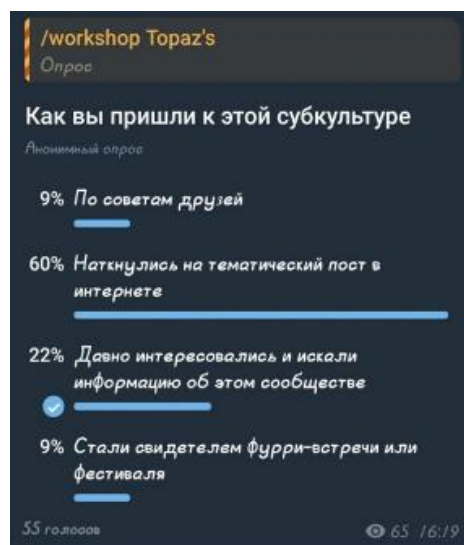 /workshop Topaz's
Опрос
Как вы пришли к этой субкультуре
Анонимный опрос
9% По советам друзей
60% Наткнулись на тематический пост в
интернете
22% Давно интересовались и искали
информацию об этом сообществе
9% Стали свидетелем фурри-встречи или
фестиваля
55 голосов 65 16:19